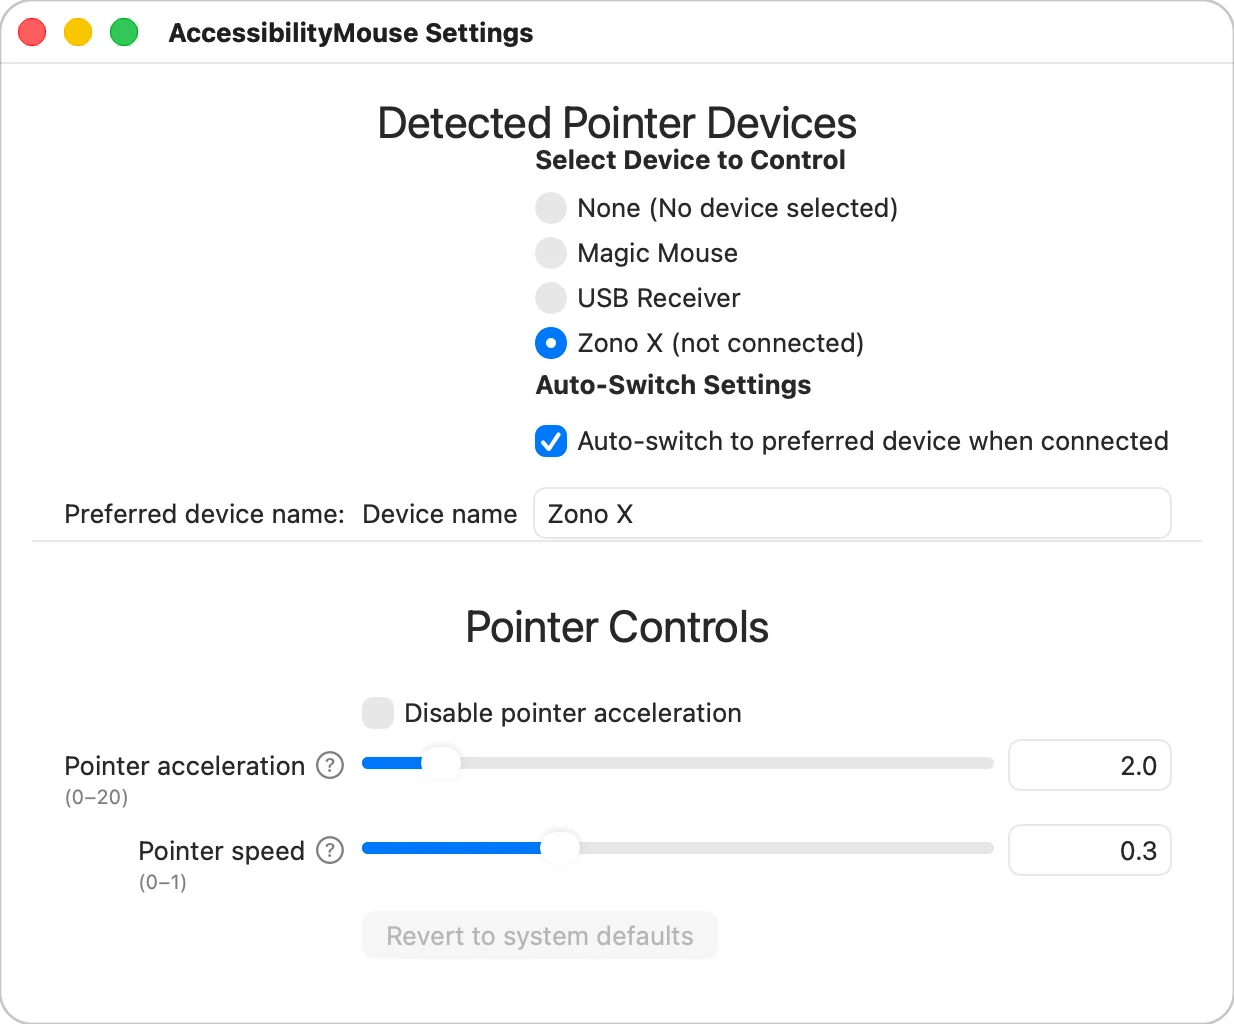 AccessibilityMouse Settings
Detected Pointer Devices
Select Device to Control
None (No device selected)
Magic Mouse
USB Receiver
Zono X (not connected)
Auto-Switch Settings
Auto-switch to preferred device when connected
Preferred device name: Device name Zono X
Pointer Controls
Disable pointer acceleration
Pointer acceleration ? 2.0
(0–20)
Pointer speed ? 0.3
(0–1)
Revert to system defaults